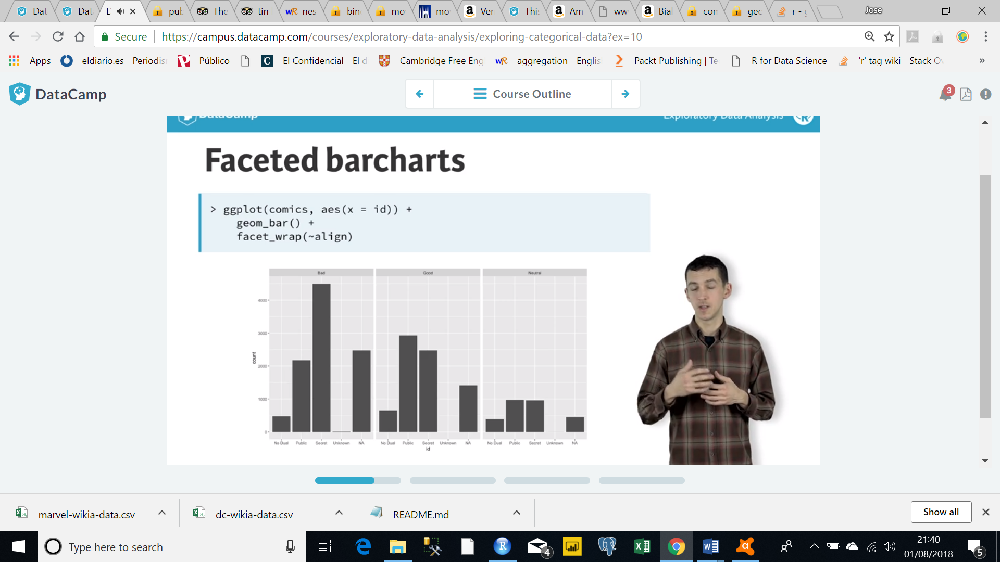 Dat
Dat
D
pub
The
tin
wR nes
bin
mo
mo
Ver
This
Am
ww
Bial
con
geo
r - g
Jose
Secure
https://campus.datacamp.com/courses/exploratory-data-analysis/exploring-categorical-data?ex=10
Apps
eldiario.es - Periodis
Público
El Confidencial - El d
Cambridge Free Eng
wR aggregation - Englis
Packt Publishing | Te
R for Data Science
'r' tag wiki - Stack Ov
»
DataCamp
Course Outline
3
DataCamp
Exploratory Data Analysis
R
Faceted barcharts
> ggplot(comics, aes(x = id)) +
geom_bar() +
facet_wrap(~align)
Bad
Good
Neutral
4000
3000
2000
1000
0
count
No Dual Public Secret Unknown NA
No Dual Public Secret Unknown NA
No Dual Public Secret Unknown NA
id
marvel-wikia-data.csv
dc-wikia-data.csv
README.md
Show all
Type here to search
4
21:40
01/08/2018
5